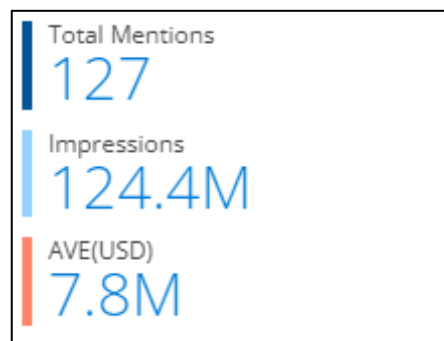 Total Mentions
127
Impressions
124.4M
AVE(USD)
7.8M